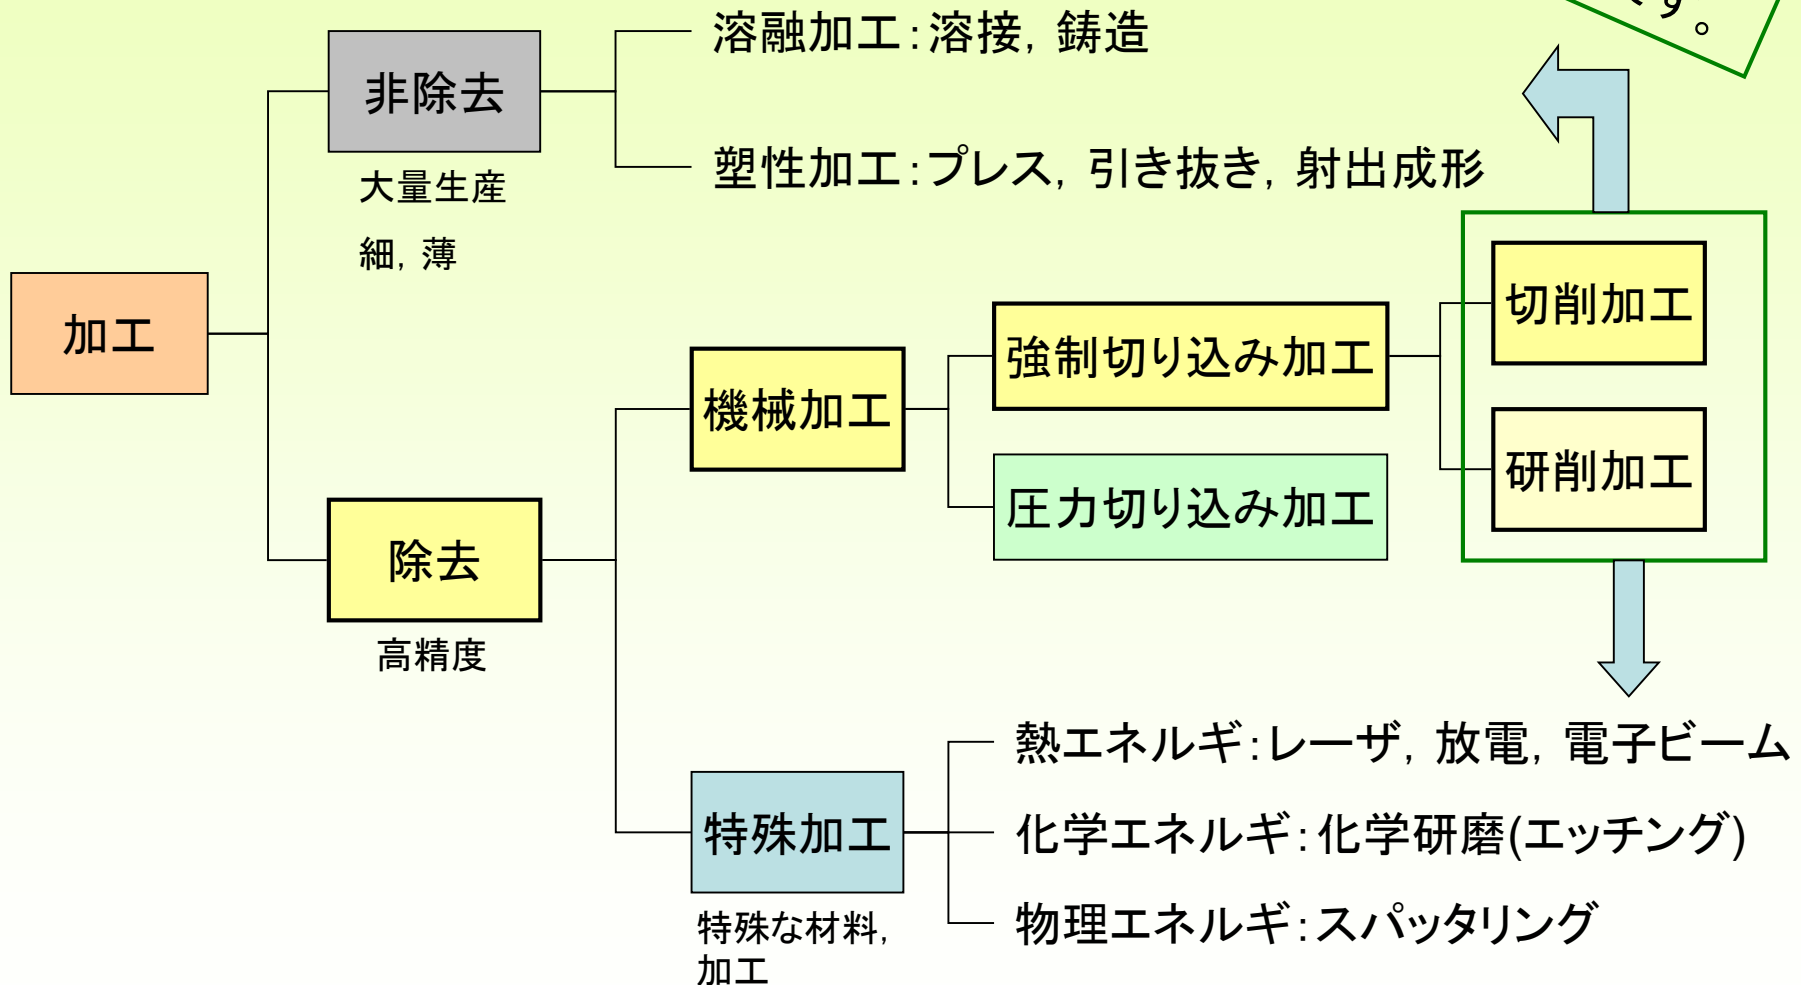 す。
溶融加工：溶接，鋳造
非除去
塑性加工：プレス，引き抜き，射出成形
大量生産
細，薄
加工
切削加工
強制切り込み加工
機械加工
研削加工
圧力切り込み加工
除去
高精度
熱エネルギ：レーザ，放電，電子ビーム
特殊加工
化学エネルギ：化学研磨(エッチング)
物理エネルギ：スパッタリング
特殊な材料，
加工